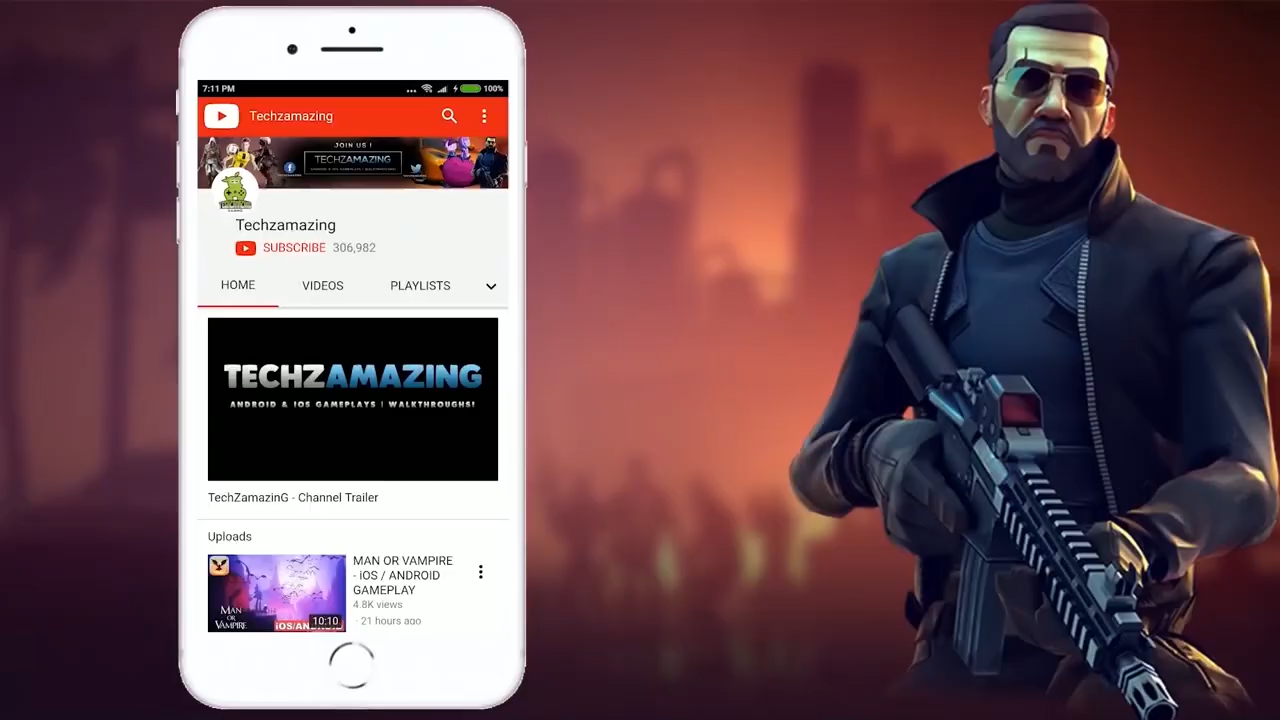 7:11 PM
100%
Techzamazing
JOIN US !
TECHZAMAZING
Techzamazing
SUBSCRIBE 306,982
HOME VIDEOS PLAYLISTS
TECHZAMAZING
ANDROID & IOS GAMEPLAYS | WALKTHROUGHS!
TechZamazinG - Channel Trailer
Uploads
MAN OR VAMPIRE
- iOS / ANDROID
GAMEPLAY
4.8K views
· 21 hours ago
MAN
OR
VAMPIRE
10:10